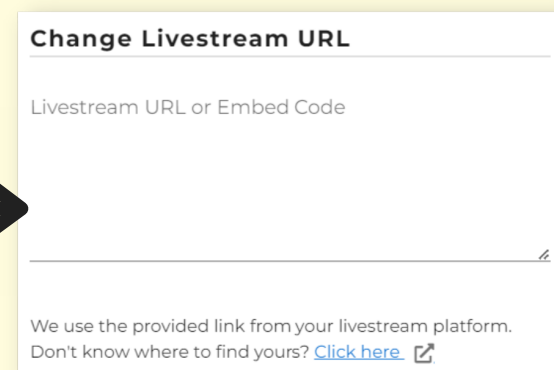 Change Livestream URL
Livestream URL or Embed Code
We use the provided link from your livestream platform.
Don't know where to find yours? Click here